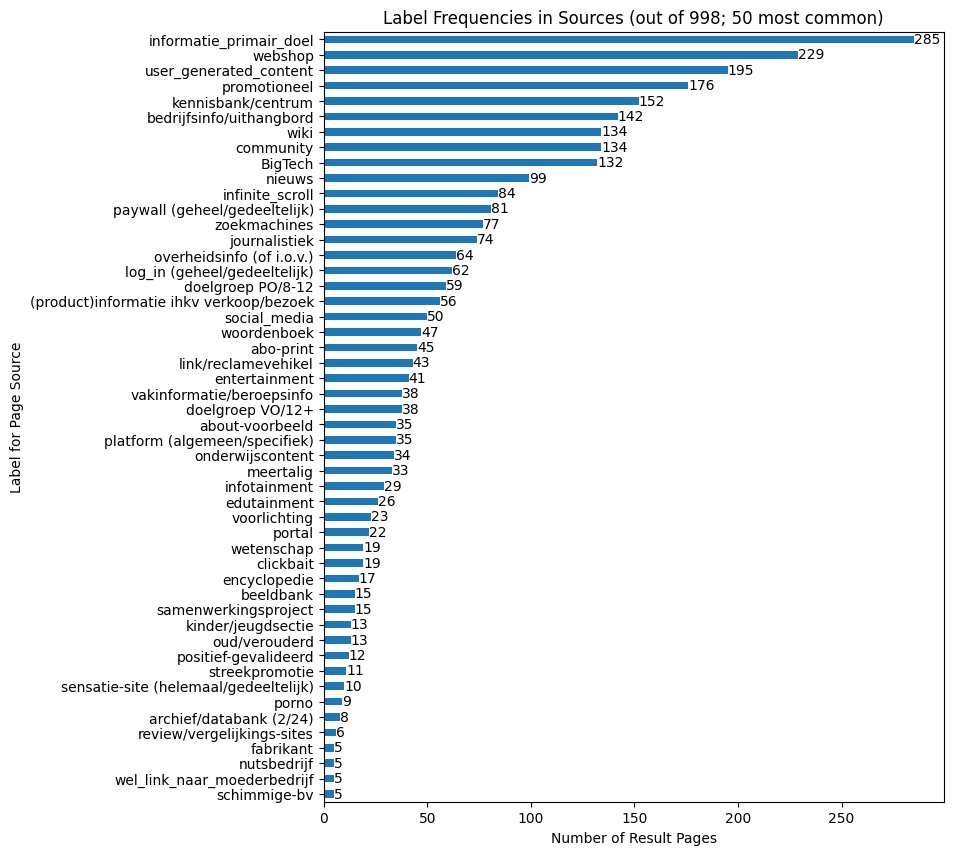 Label Frequencies in Sources (out of 998; 50 most common)
informatie_primair_doel 285
webshop 229
user_generated_content 195
promotioneel 176
kennisbank/centrum 152
bedrijfsinfo/uithangbord 142
wiki 134
community 134
BigTech 132
nieuws 99
infinite_scroll 84
paywall (geheel/gedeeltelijk) 81
zoekmachines 77
journalistiek 74
overheidsinfo (of i.o.v.) 64
log_in (geheel/gedeeltelijk) 62
doelgroep PO/8-12 59
(product)informatie ihkv verkoop/bezoek 56
social_media 50
woordenboek 47
abo-print 45
link/reclamevehikel 43
entertainment 41
vakinformatie/beroepsinfo 38
doelgroep VO/12+ 38
about-voorbeeld 35
platform (algemeen/specifiek) 35
onderwijscontent 34
meertalig 33
infotainment 29
edutainment 26
voorlichting 23
portal 22
wetenschap 19
clickbait 19
encyclopedie 17
beeldbank 15
samenwerkingsproject 15
kinder/jeugdsectie 13
oud/verouderd 13
positief-gevalideerd 12
streekpromotie 11
sensatie-site (helemaal/gedeeltelijk) 10
porno 9
archief/databank (2/24) 8
review/vergelijkings-sites 6
fabrikant 5
nutsbedrijf 5
wel_link_naar_moederbedrijf 5
schimmige-bv 5
0 50 100 150 200 250
Number of Result Pages
Label for Page Source